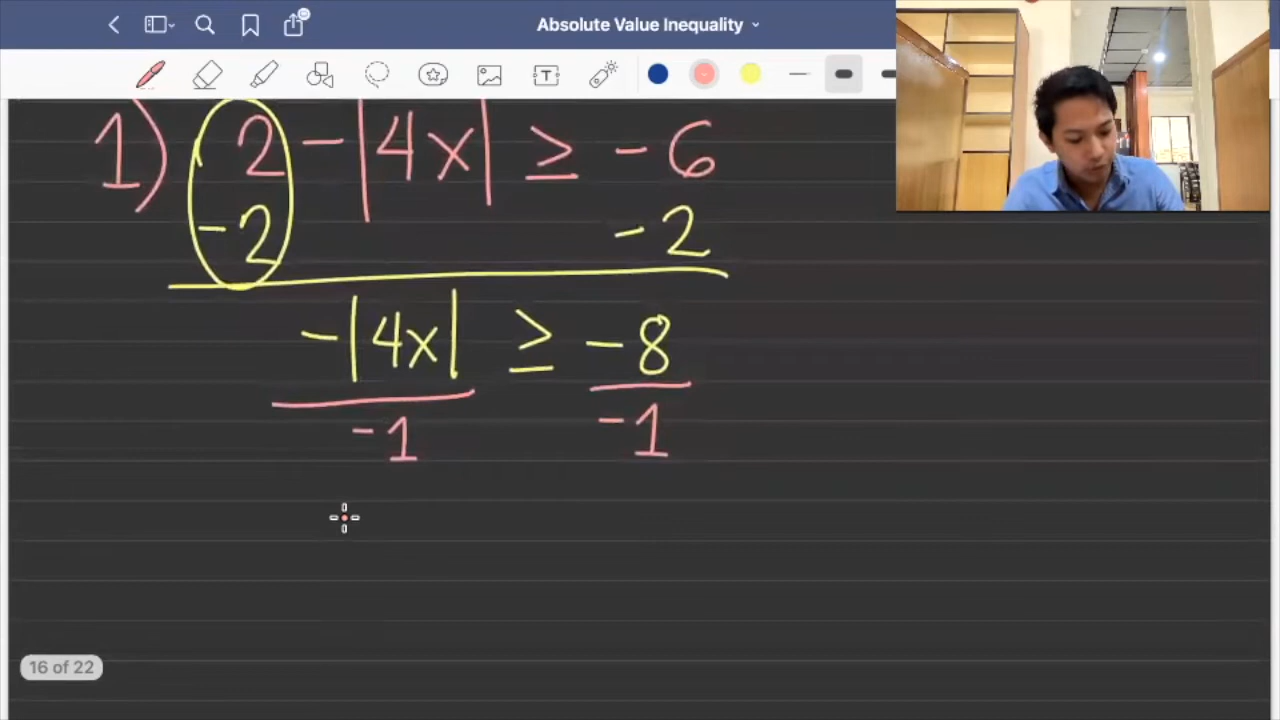 Absolute Value Inequality
T
1) 2 - |4x| ≥ -6
-2 -2
-|4x| ≥ -8
-1 -1
16 of 22